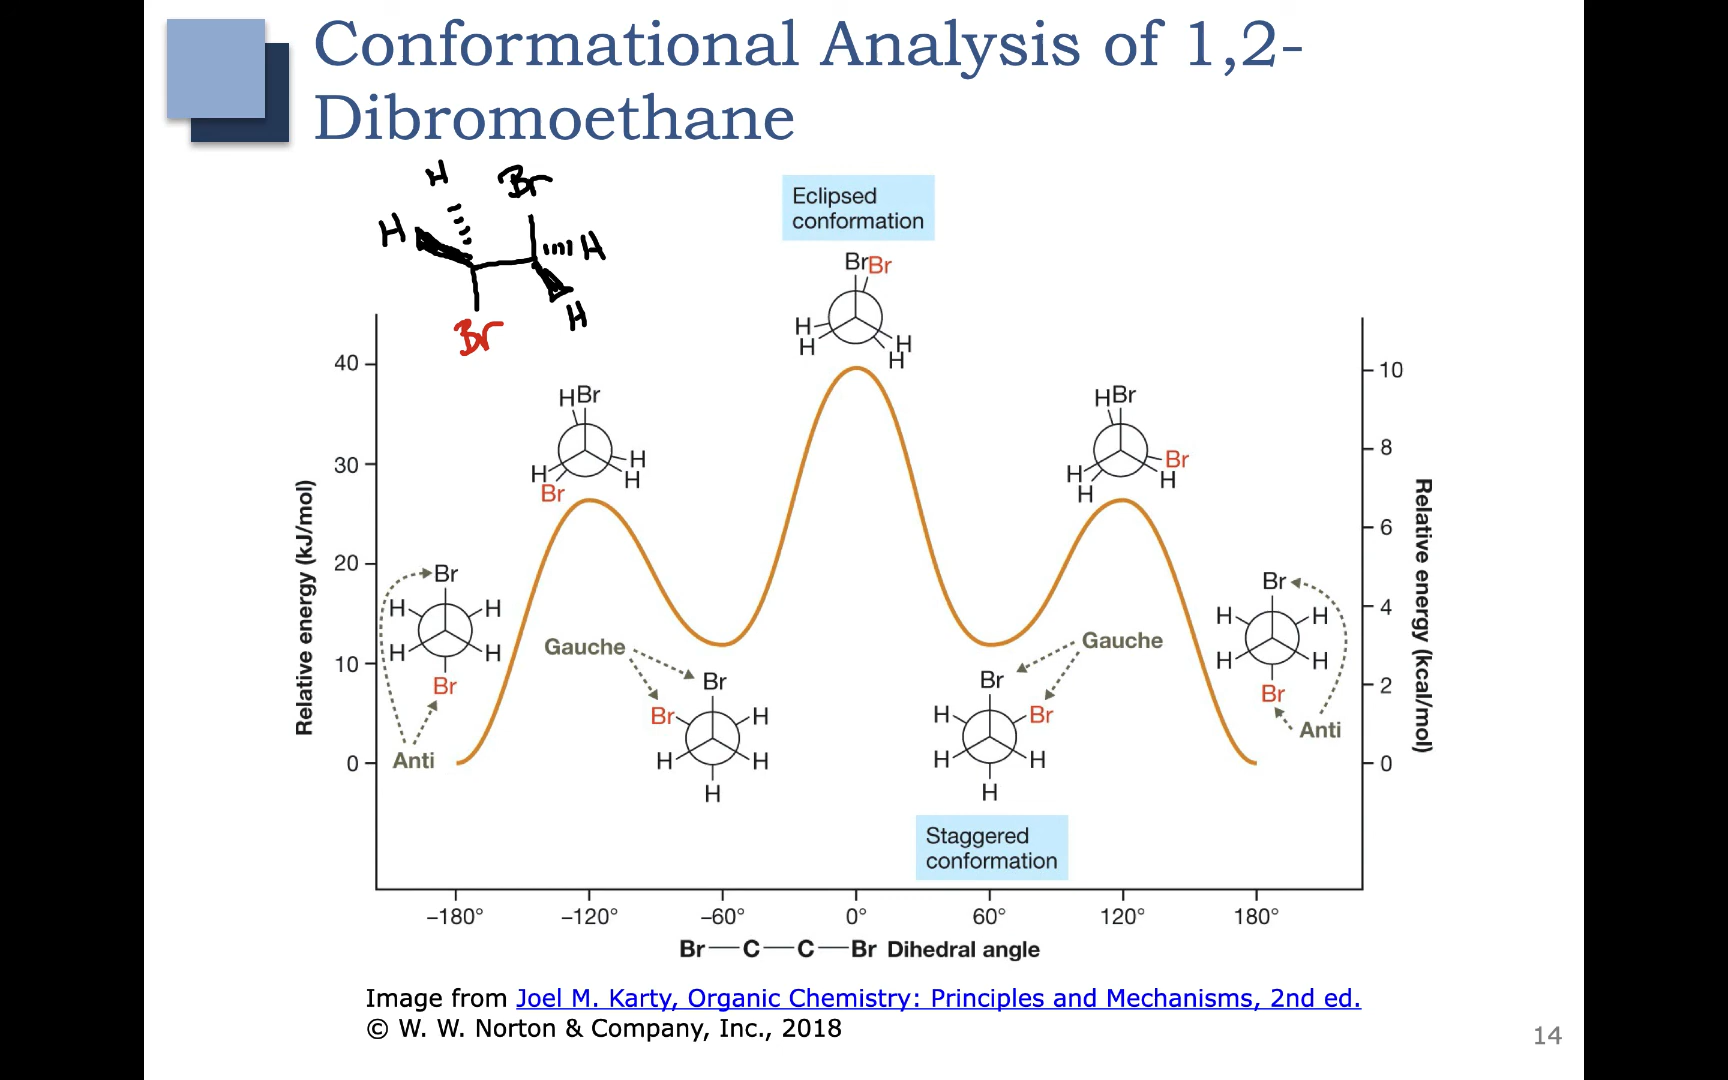 Conformational Analysis of 1,2-
Dibromoethane
H
Br
H
H
H
Br
Eclipsed
conformation
BrBr
H
H
H
H
HBr
H
H
H
Br
HBr
Br
H
H
H
Br
H
H
H
H
Br
Anti
Gauche
Br
Br
H
H
H
H
Gauche
Br
H
Br
H
H
H
Br
H
H
H
H
Br
Anti
Staggered
conformation
Relative energy (kJ/mol)
40
30
20
10
0
Relative energy (kcal/mol)
10
8
6
4
2
0
–180° –120° –60° 0° 60° 120° 180°
Br—C—C—Br Dihedral angle
Image from Joel M. Karty, Organic Chemistry: Principles and Mechanisms, 2nd ed.
© W. W. Norton & Company, Inc., 2018
14